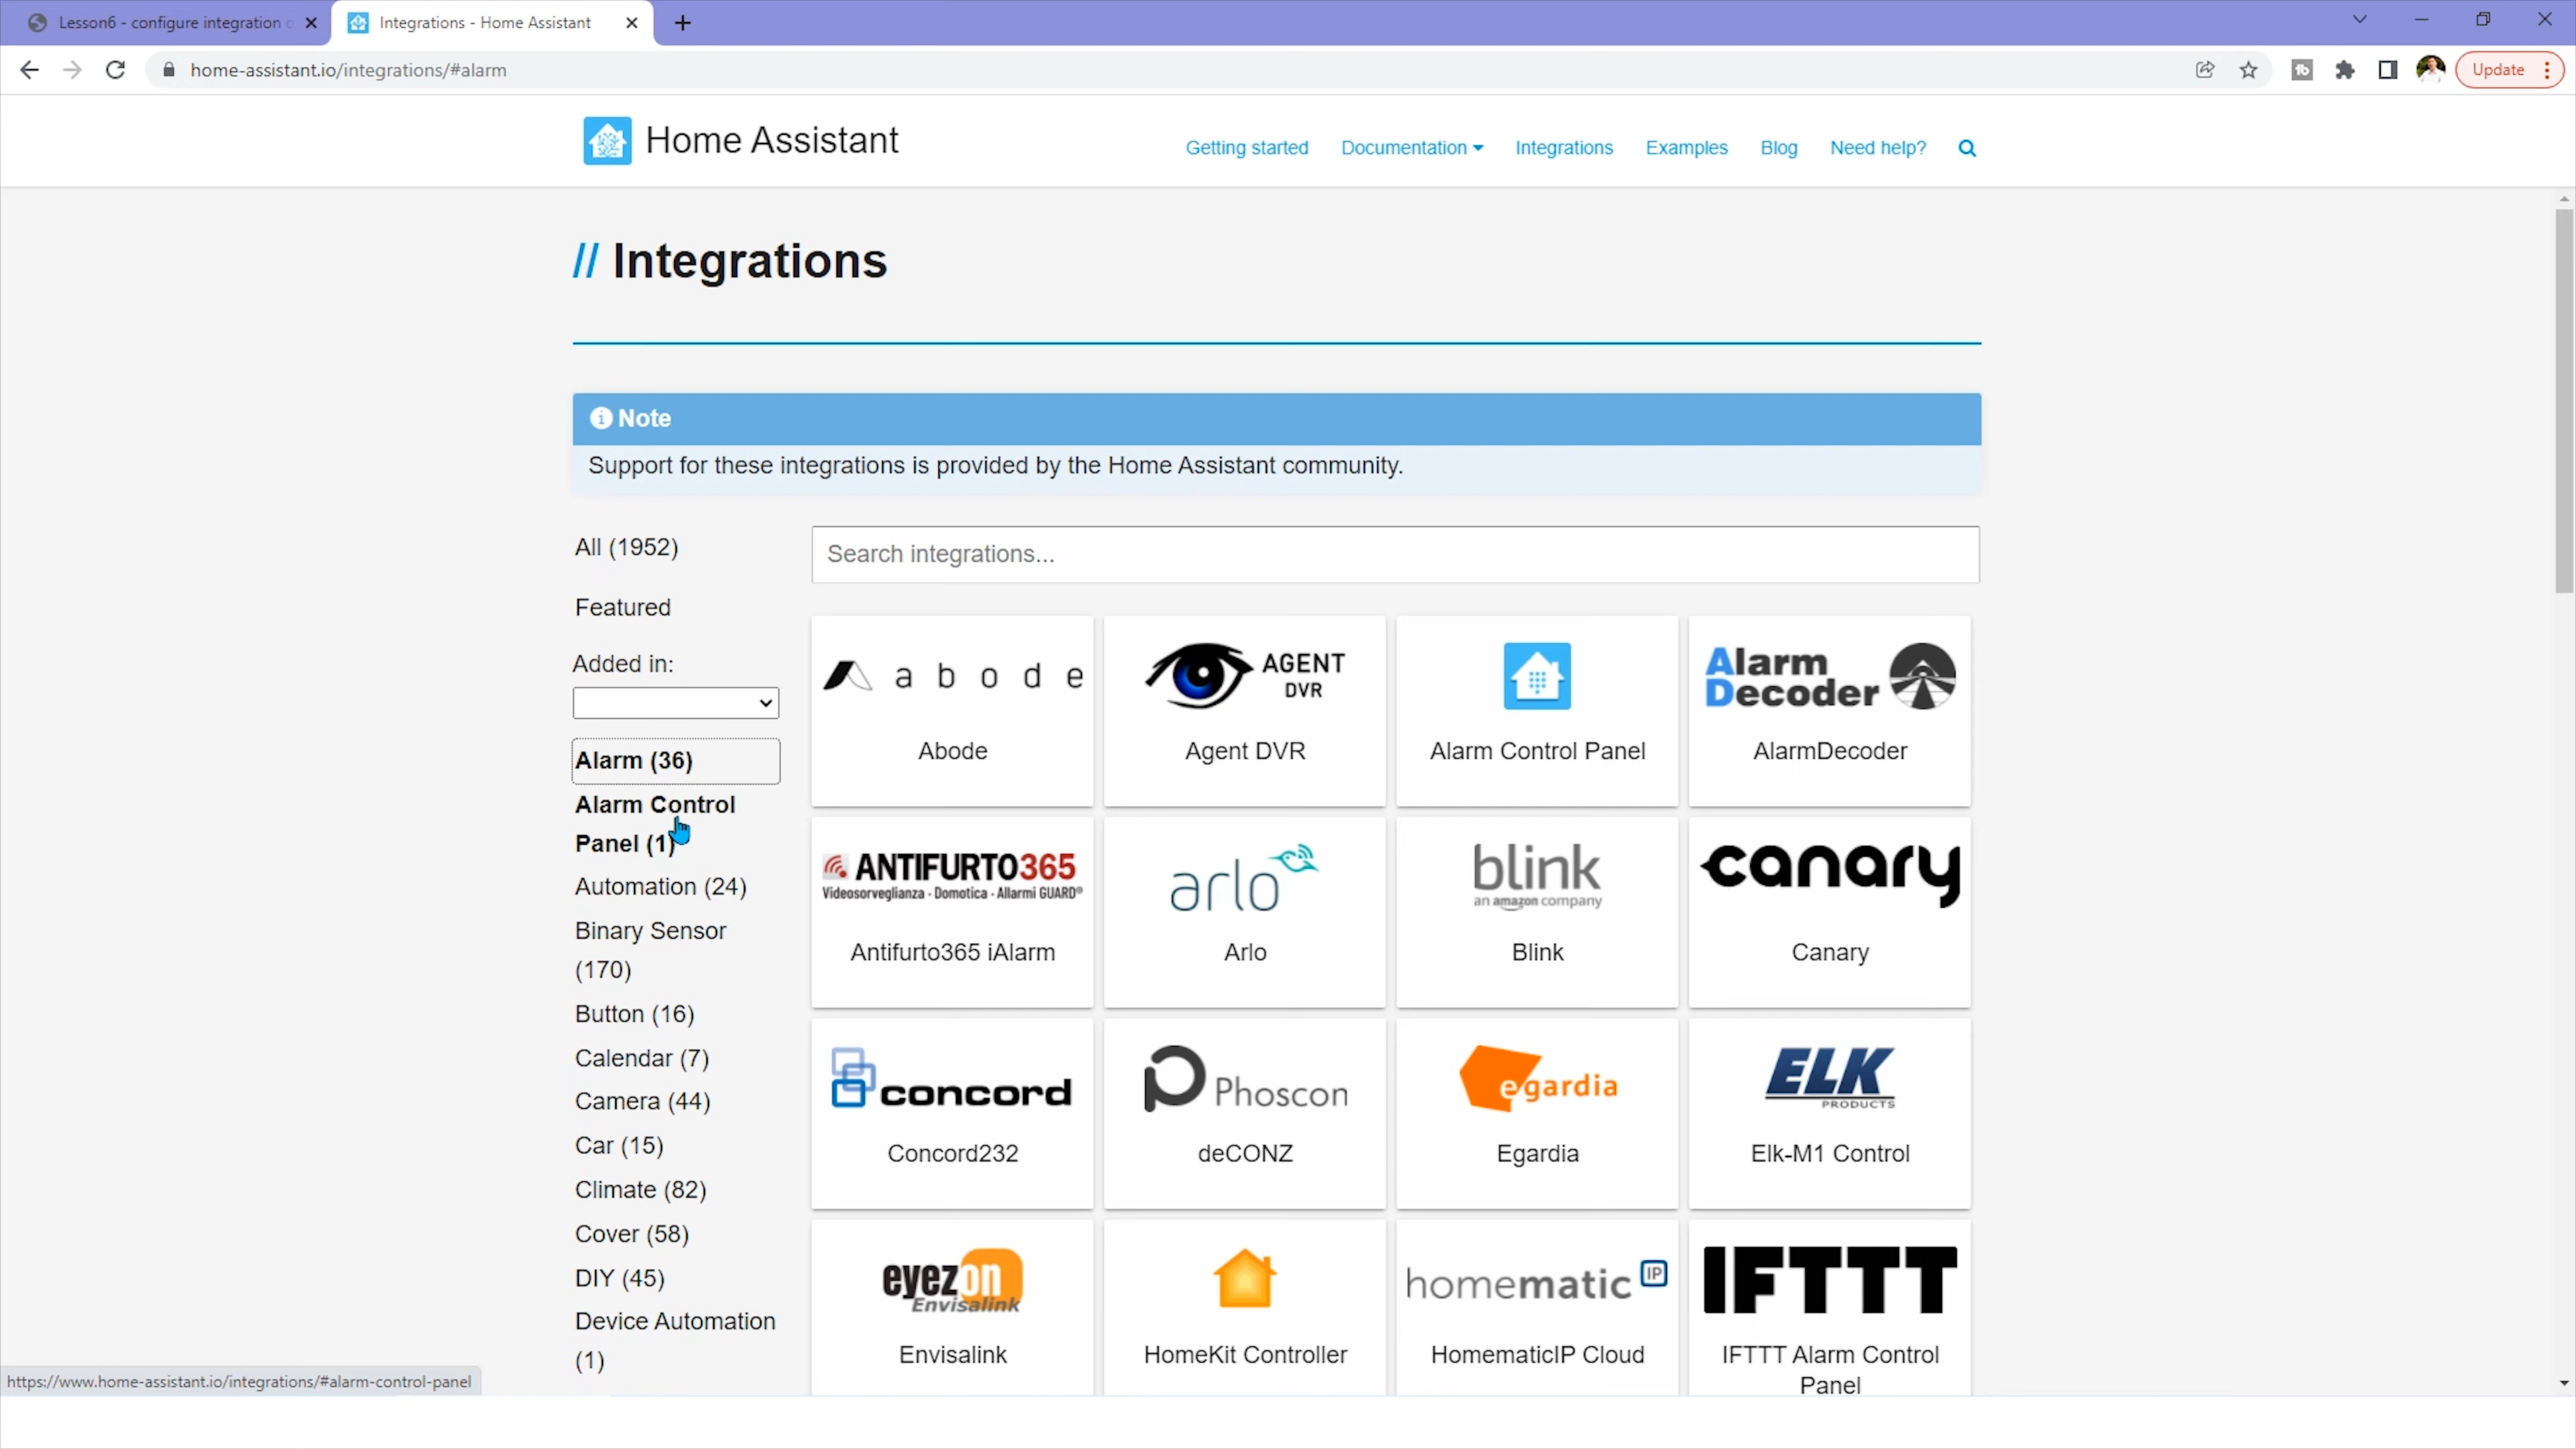 Lesson6 - configure integration o
Integrations - Home Assistant
home-assistant.io/integrations/#alarm
Update
Home Assistant
Getting started
Documentation
Integrations
Examples
Blog
Need help?
// Integrations
Note
Support for these integrations is provided by the Home Assistant community.
All (1952)
Featured
Added in:
Alarm (36)
Alarm Control
Panel (1)
Automation (24)
Binary Sensor
(170)
Button (16)
Calendar (7)
Camera (44)
Car (15)
Climate (82)
Cover (58)
DIY (45)
Device Automation
(1)
Search integrations...
abode
Abode
AGENT
DVR
Agent DVR
Alarm Control Panel
Alarm
Decoder
AlarmDecoder
ANTIFURTO365
Videosorveglianza - Domotica - Allarmi GUARD®
Antifurto365 iAlarm
arlo
Arlo
blink
an amazon company
Blink
canary
Canary
concord
Concord232
Phoscon
deCONZ
egardia
Egardia
ELK
PRODUCTS
Elk-M1 Control
eyezon
Envisalink
Envisalink
HomeKit Controller
homematic IP
HomematicIP Cloud
IFTTT
IFTTT Alarm Control
Panel
https://www.home-assistant.io/integrations/#alarm-control-panel